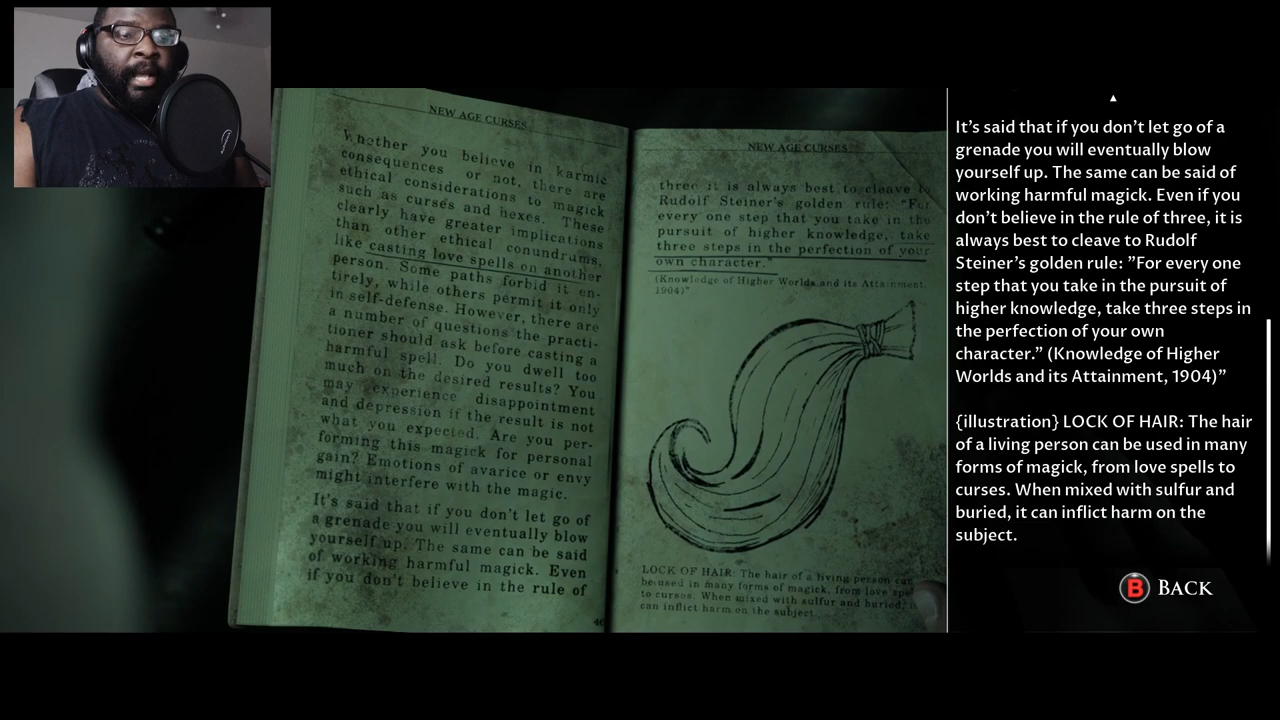 NEW AGE CURSES
Whether you believe in karmic
consequences or not, there are
ethical considerations to magick
such as curses and hexes. These
clearly have greater implications
than other ethical conundrums,
like casting love spells on another
person. Some paths forbid it en-
tirely, while others permit it only
in self-defense. However, there are
a number of questions the practi-
tioner should ask before casting a
harmful spell. Do you dwell too
much on the desired results? You
may experience disappointment
and depression if the result is not
what you expected. Are you per-
forming this magick for personal
gain? Emotions of avarice or envy
might interfere with the magic.
It's said that if you don't let go of
a grenade you will eventually blow
yourself up. The same can be said
of working harmful magick. Even
if you don't believe in the rule of
NEW AGE CURSES
three it is always best to cleave to
Rudolf Steiner's golden rule: "For
every one step that you take in the
pursuit of higher knowledge, take
three steps in the perfection of your
own character."
(Knowledge of Higher Worlds and its Attainment,
1904)"
LOCK OF HAIR: The hair of a living person can
be used in many forms of magick, from love
to curses. When mixed with sulfur and buried,
can inflict harm on the subject.
It's said that if you don't let go of a
grenade you will eventually blow
yourself up. The same can be said of
working harmful magick. Even if you
don't believe in the rule of three, it is
always best to cleave to Rudolf
Steiner's golden rule: "For every one
step that you take in the pursuit of
higher knowledge, take three steps in
the perfection of your own
character." (Knowledge of Higher
Worlds and its Attainment, 1904)"
{illustration} LOCK OF HAIR: The hair
of a living person can be used in many
forms of magick, from love spells to
curses. When mixed with sulfur and
buried, it can inflict harm on the
subject.
B BACK